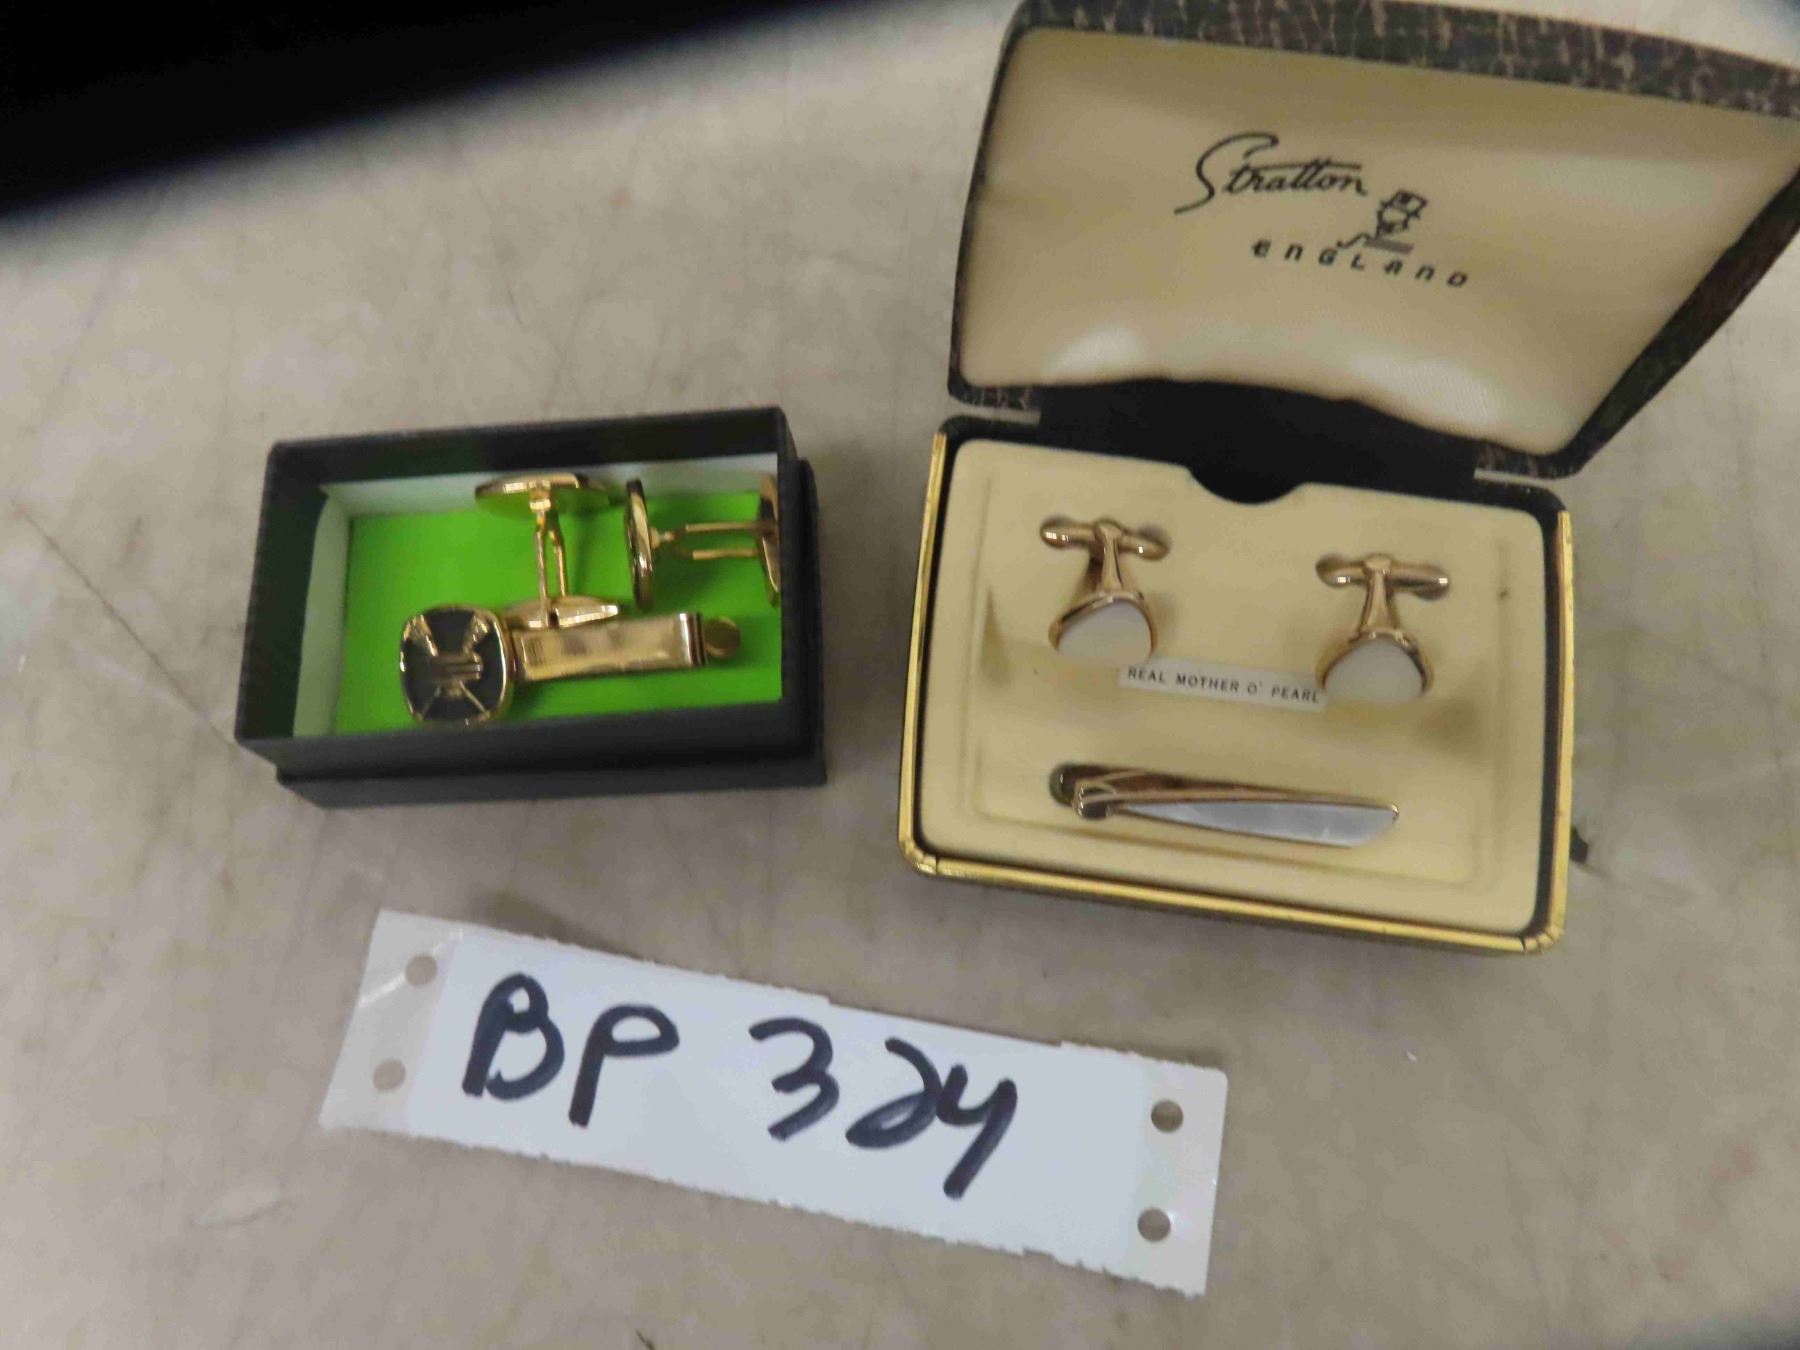 Stratton
ENGLAND
REAL MOTHER O' PEARL
BP 324